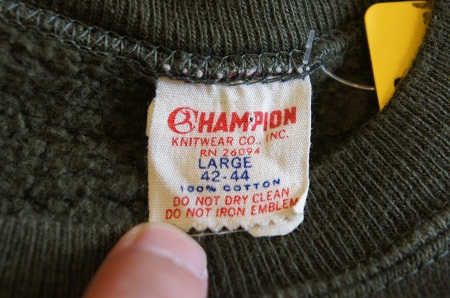 CHAMPION
KNITWEAR CO., INC.
RN 26094
LARGE
42-44
100% COTTON
DO NOT DRY CLEAN
DO NOT IRON EMBLEM